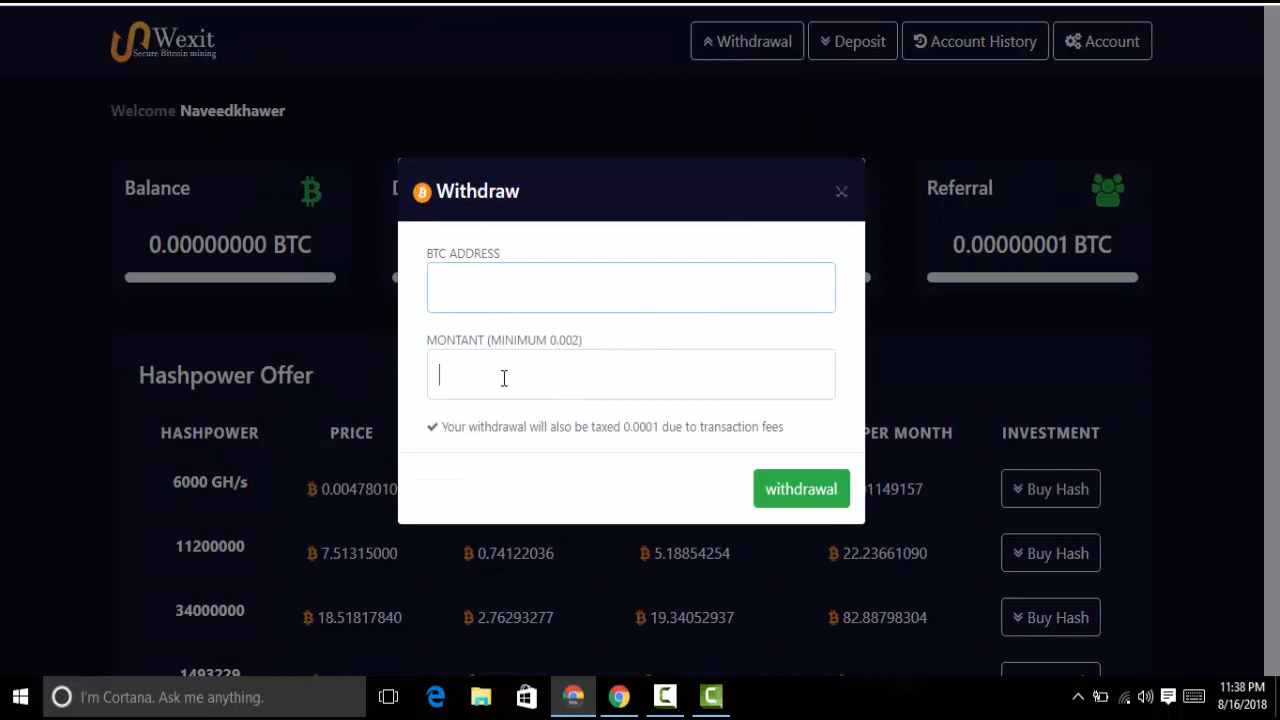 Wexit
Secure Bitcoin mining
Withdrawal
Deposit
Account History
Account
Welcome Naveedkhawer
Balance
0.00000000 BTC
D
Referral
0.00000001 BTC
Withdraw
BTC ADDRESS
MONTANT (MINIMUM 0.002)
Your withdrawal will also be taxed 0.0001 due to transaction fees
withdrawal
Hashpower Offer
HASHPOWER PRICE PER MONTH INVESTMENT
6000 GH/s 0.00478010 01149157 Buy Hash
11200000 7.51315000 0.74122036 5.18854254 22.23661090 Buy Hash
34000000 18.51817840 2.76293277 19.34052937 82.88798304 Buy Hash
1493229
I'm Cortana. Ask me anything.
11:38 PM
8/16/2018